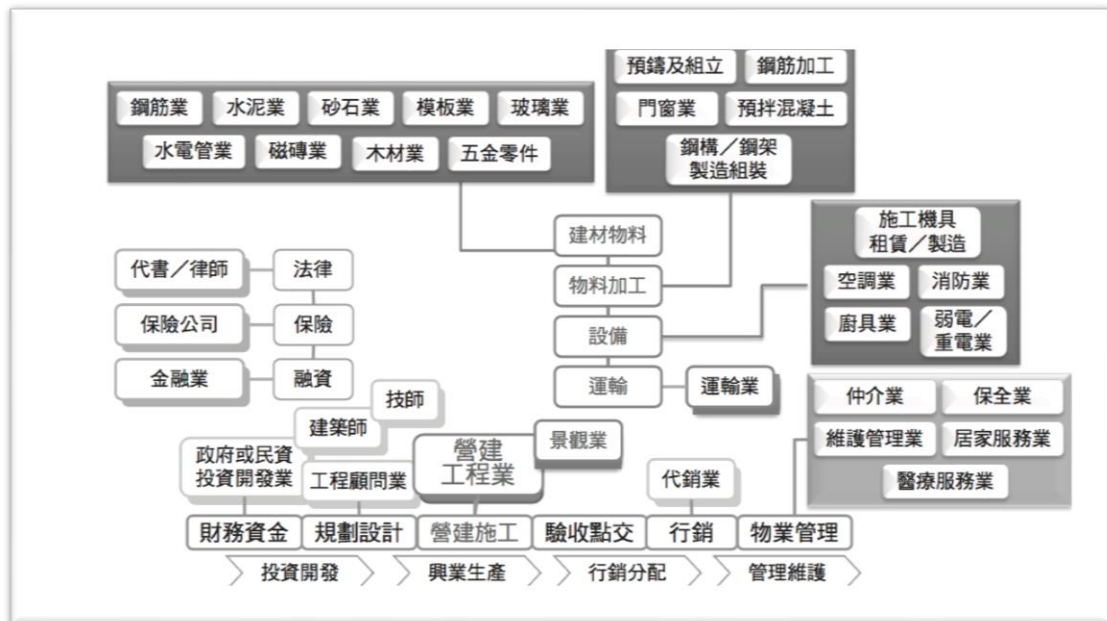 預鑄及組立
鋼筋加工
鋼筋業
水泥業
砂石業
模板業
玻璃業
門窗業
預拌混凝土
水電管業
磁磚業
木材業
五金零件
鋼構／鋼架
製造組裝
建材物料
施工機具
租賃／製造
代書／律師
法律
物料加工
空調業
消防業
保險公司
保險
設備
廚具業
弱電／
重電業
金融業
融資
運輸
運輸業
技師
仲介業
保全業
建築師
景觀業
維護管理業
居家服務業
政府或民資
投資開發業
工程顧問業
營建
工程業
代銷業
醫療服務業
財務資金
規劃設計
營建施工
驗收點交
行銷
物業管理
投資開發
興業生產
行銷分配
管理維護